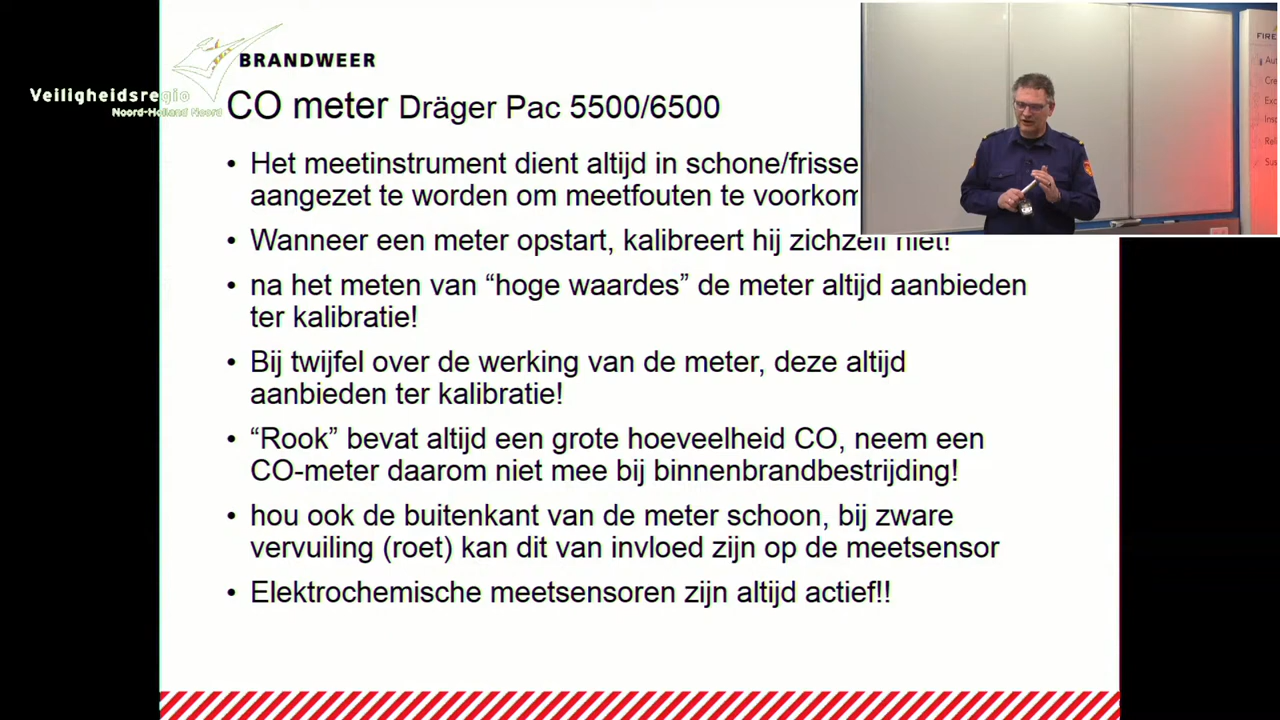 BRANDWEER
Veiligheidsregio
Noord-Holland Noord
CO meter Dräger Pac 5500/6500
• Het meetinstrument dient altijd in schone/frisse
aangezet te worden om meetfouten te
• Wanneer een meter opstart, kalibreert hij zichzelf niet!
• na het meten van “hoge waardes” de meter altijd aanbieden
ter kalibratie!
• Bij twijfel over de werking van de meter, deze altijd
aanbieden ter kalibratie!
• “Rook” bevat altijd een grote hoeveelheid CO, neem een
CO-meter daarom niet mee bij binnenbrandbestrijding!
• hou ook de buitenkant van de meter schoon, bij zware
vervuiling (roet) kan dit van invloed zijn op de meetsensor
• Elektrochemische meetsensoren zijn altijd actief!!
FIRE